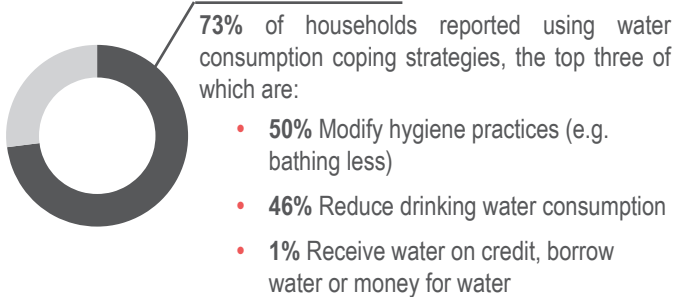 73% of households reported using water
consumption coping strategies, the top three of
which are:
• 50% Modify hygiene practices (e.g.
bathing less)
• 46% Reduce drinking water consumption
• 1% Receive water on credit, borrow
water or money for water